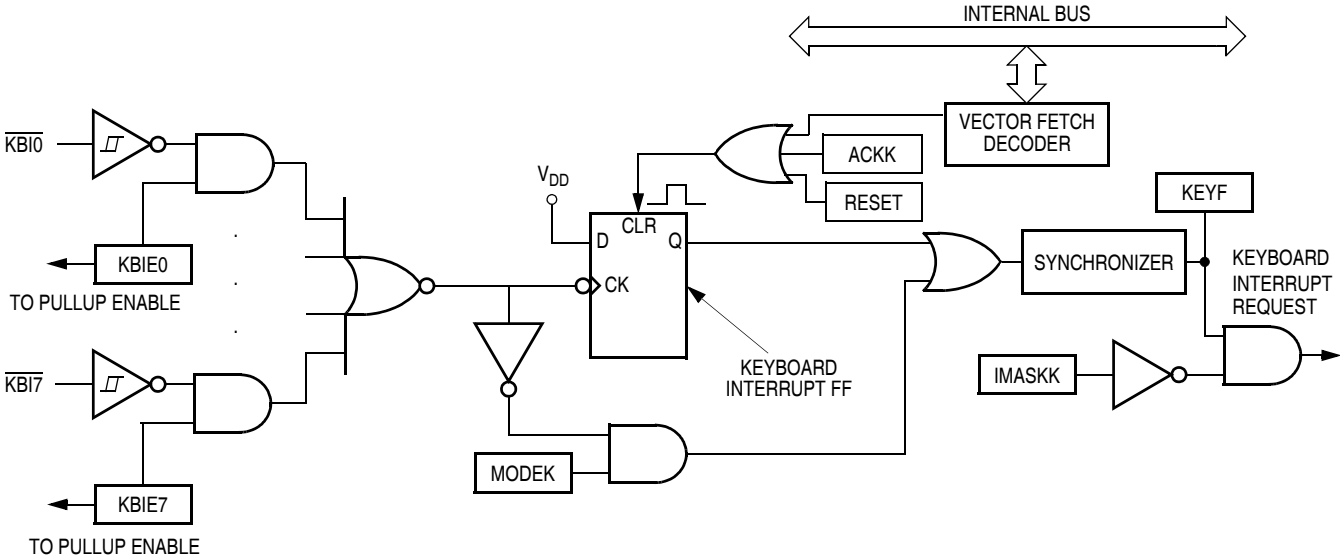 INTERNAL BUS
VECTOR FETCH
DECODER
ACKK
RESET
KBI0
KBIE0
TO PULLUP ENABLE
KBI7
KBIE7
TO PULLUP ENABLE
VDD
D
CLR
Q
CK
KEYBOARD
INTERRUPT FF
MODEK
SYNCHRONIZER
KEYF
KEYBOARD
INTERRUPT
REQUEST
IMASKK